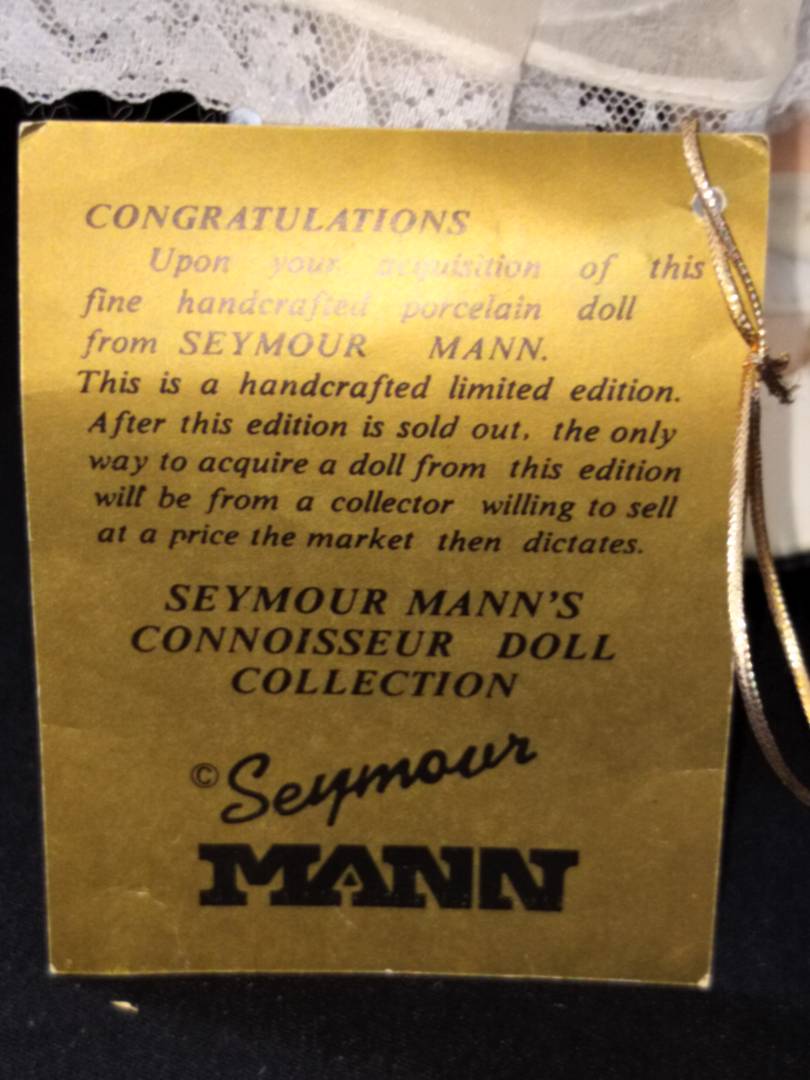 CONGRATULATIONS
Upon your acquisition of this
fine handcrafted porcelain doll
from SEYMOUR MANN.
This is a handcrafted limited edition.
After this edition is sold out, the only
way to acquire a doll from this edition
will be from a collector willing to sell
at a price the market then dictates.
SEYMOUR MANN'S
CONNOISSEUR DOLL
COLLECTION
© Seymour
MANN